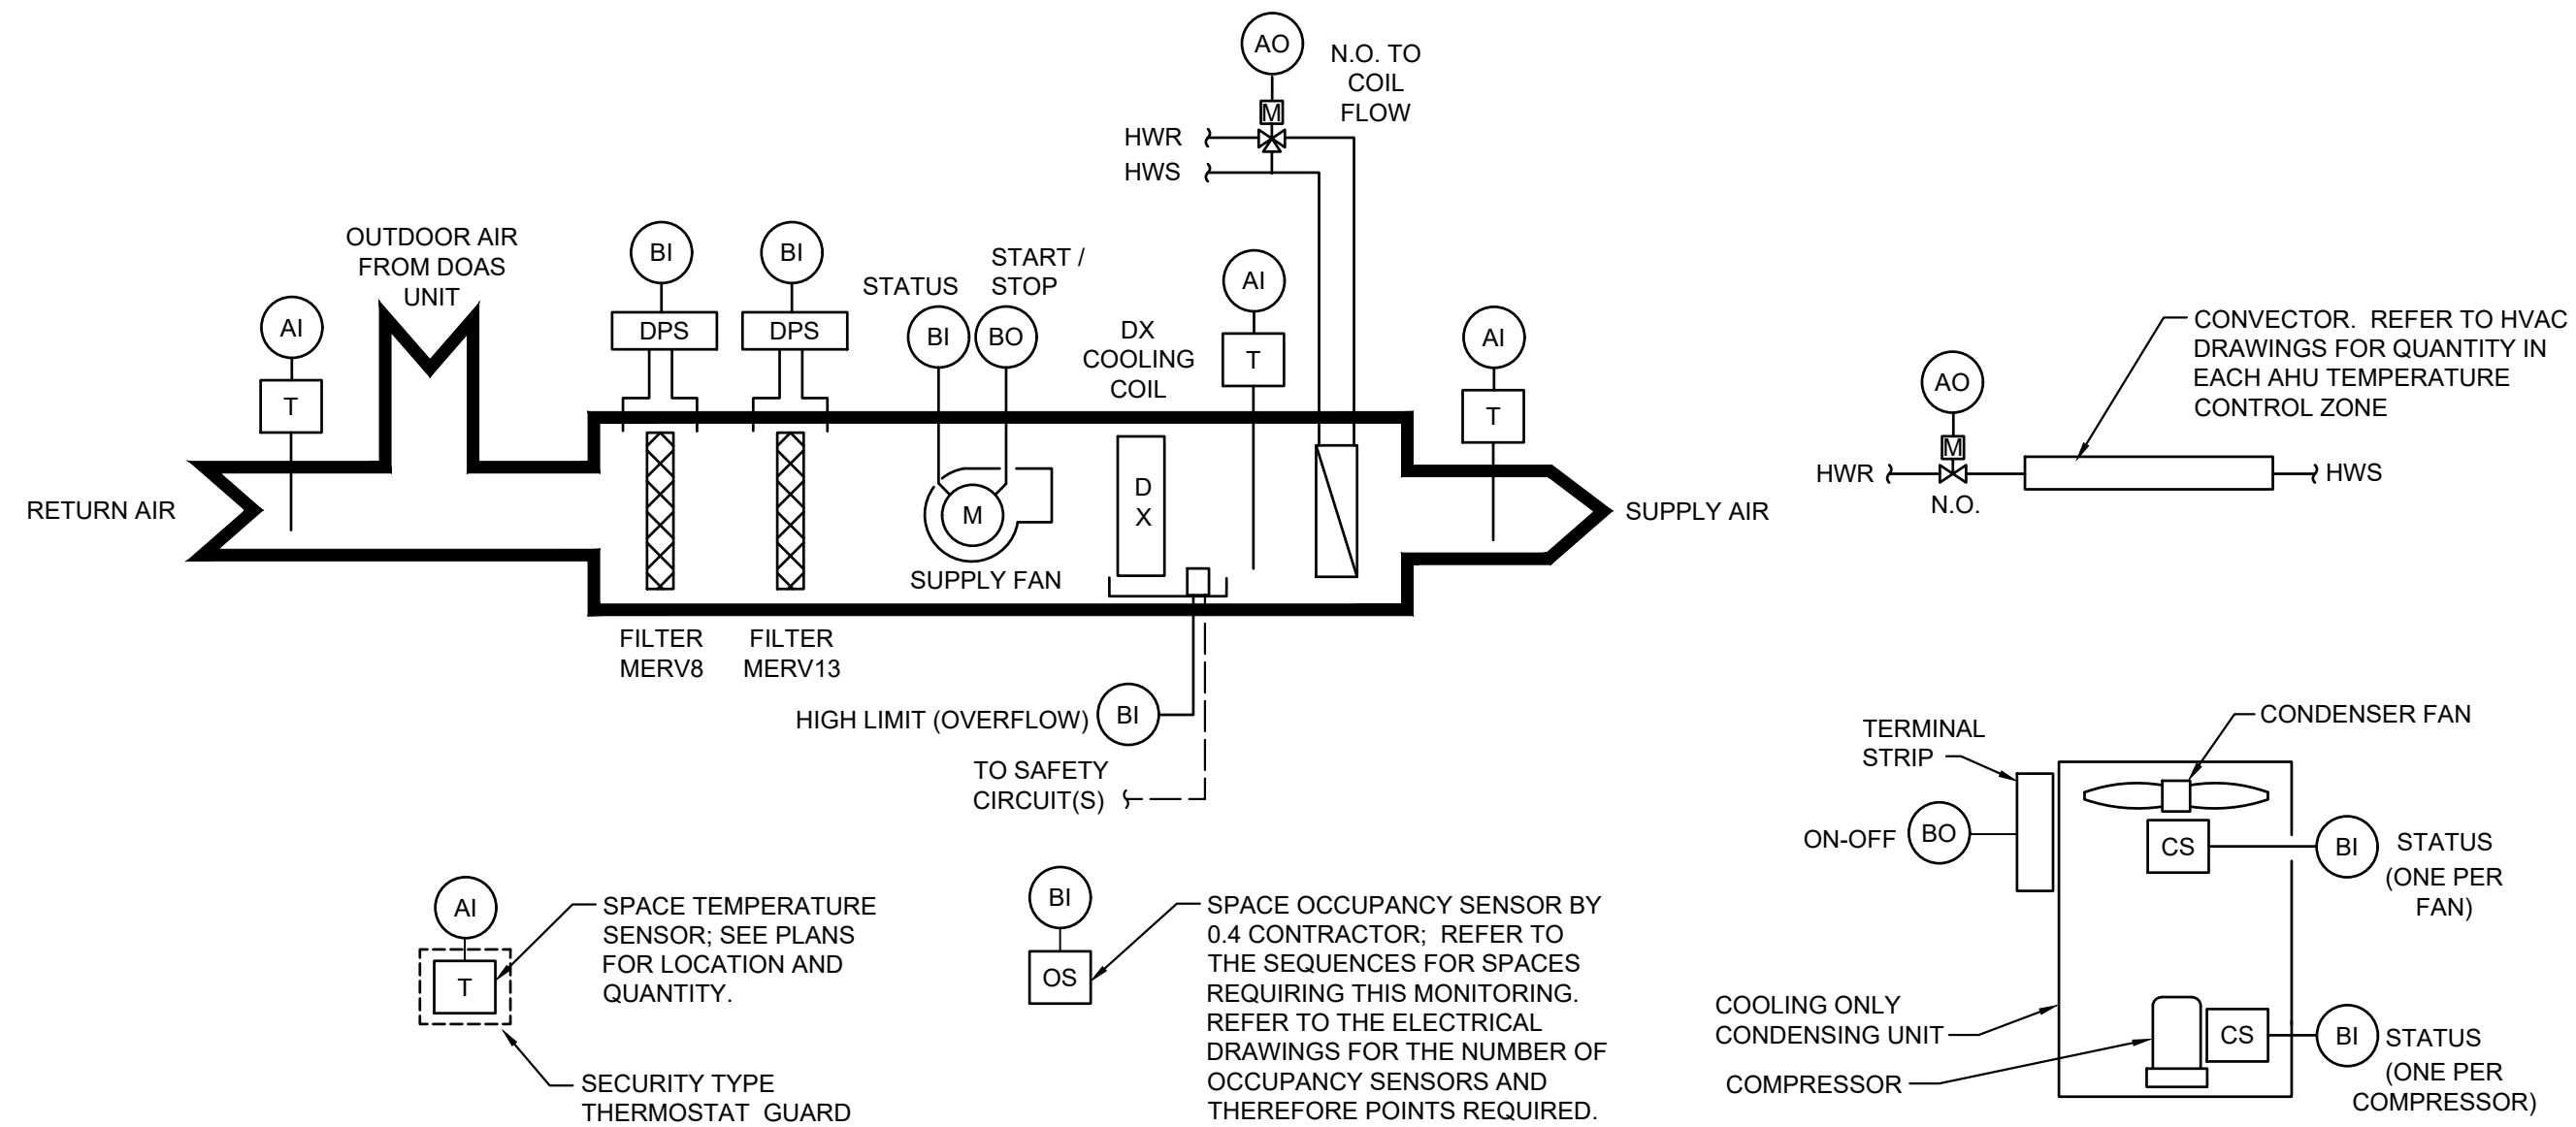 AO
N.O. TO
COIL
FLOW
M
HWR
HWS
OUTDOOR AIR
FROM DOAS
UNIT
BI
BI
START /
STOP
STATUS
AI
DPS
DPS
BI
BO
DX
COOLING
COIL
AI
T
T
AI
T
RETURN AIR
M
D
X
SUPPLY AIR
SUPPLY FAN
FILTER
MERV8
FILTER
MERV13
HIGH LIMIT (OVERFLOW)
BI
TO SAFETY
CIRCUIT(S)
CONVECTOR. REFER TO HVAC
DRAWINGS FOR QUANTITY IN
EACH AHU TEMPERATURE
CONTROL ZONE
AO
M
HWR
HWS
N.O.
CONDENSER FAN
TERMINAL
STRIP
ON-OFF
BO
CS
BI
STATUS
(ONE PER
FAN)
COOLING ONLY
CONDENSING UNIT
COMPRESSOR
CS
BI
STATUS
(ONE PER
COMPRESSOR)
AI
T
SPACE TEMPERATURE
SENSOR; SEE PLANS
FOR LOCATION AND
QUANTITY.
SECURITY TYPE
THERMOSTAT GUARD
BI
OS
SPACE OCCUPANCY SENSOR BY
0.4 CONTRACTOR; REFER TO
THE SEQUENCES FOR SPACES
REQUIRING THIS MONITORING.
REFER TO THE ELECTRICAL
DRAWINGS FOR THE NUMBER OF
OCCUPANCY SENSORS AND
THEREFORE POINTS REQUIRED.